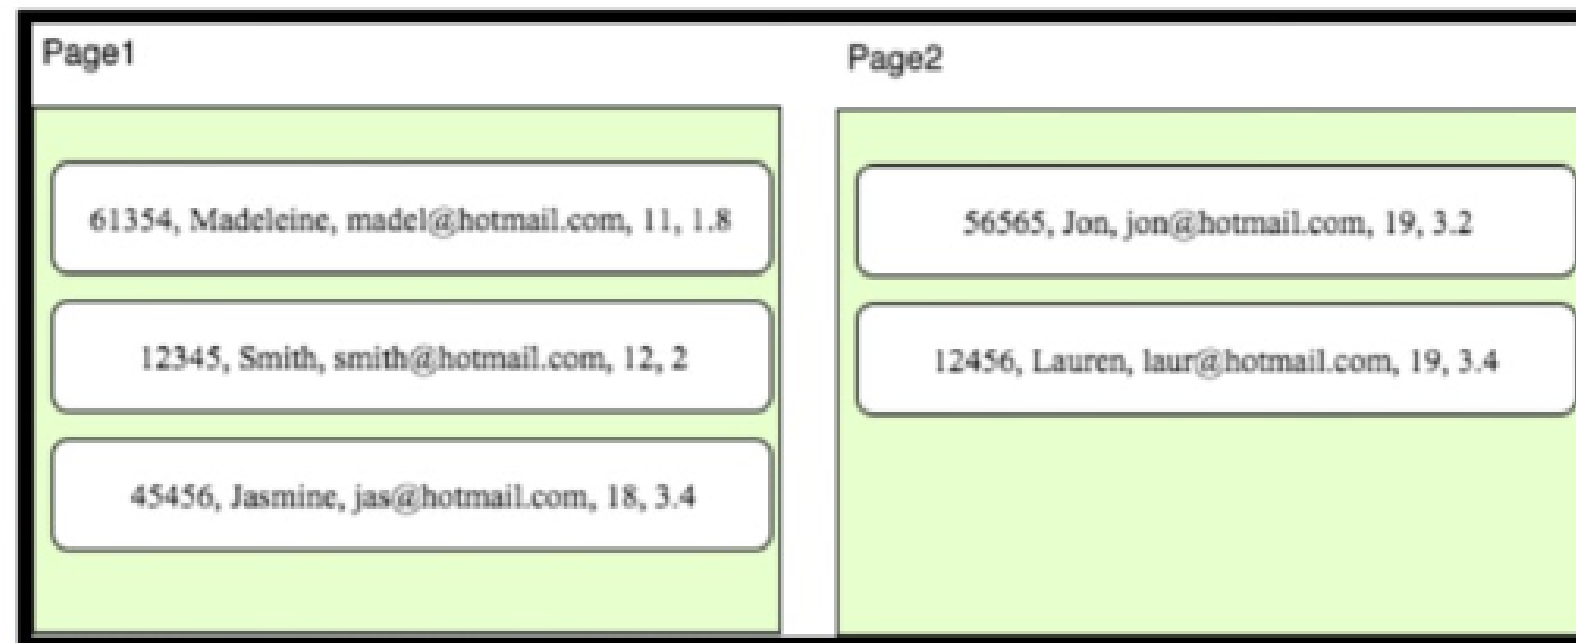 Page1
61354, Madeleine, madel@hotmail.com, 11, 1.8
12345, Smith, smith@hotmail.com, 12, 2
45456, Jasmine, jas@hotmail.com, 18, 3.4
Page2
56565, Jon, jon@hotmail.com, 19, 3.2
12456, Lauren, laur@hotmail.com, 19, 3.4